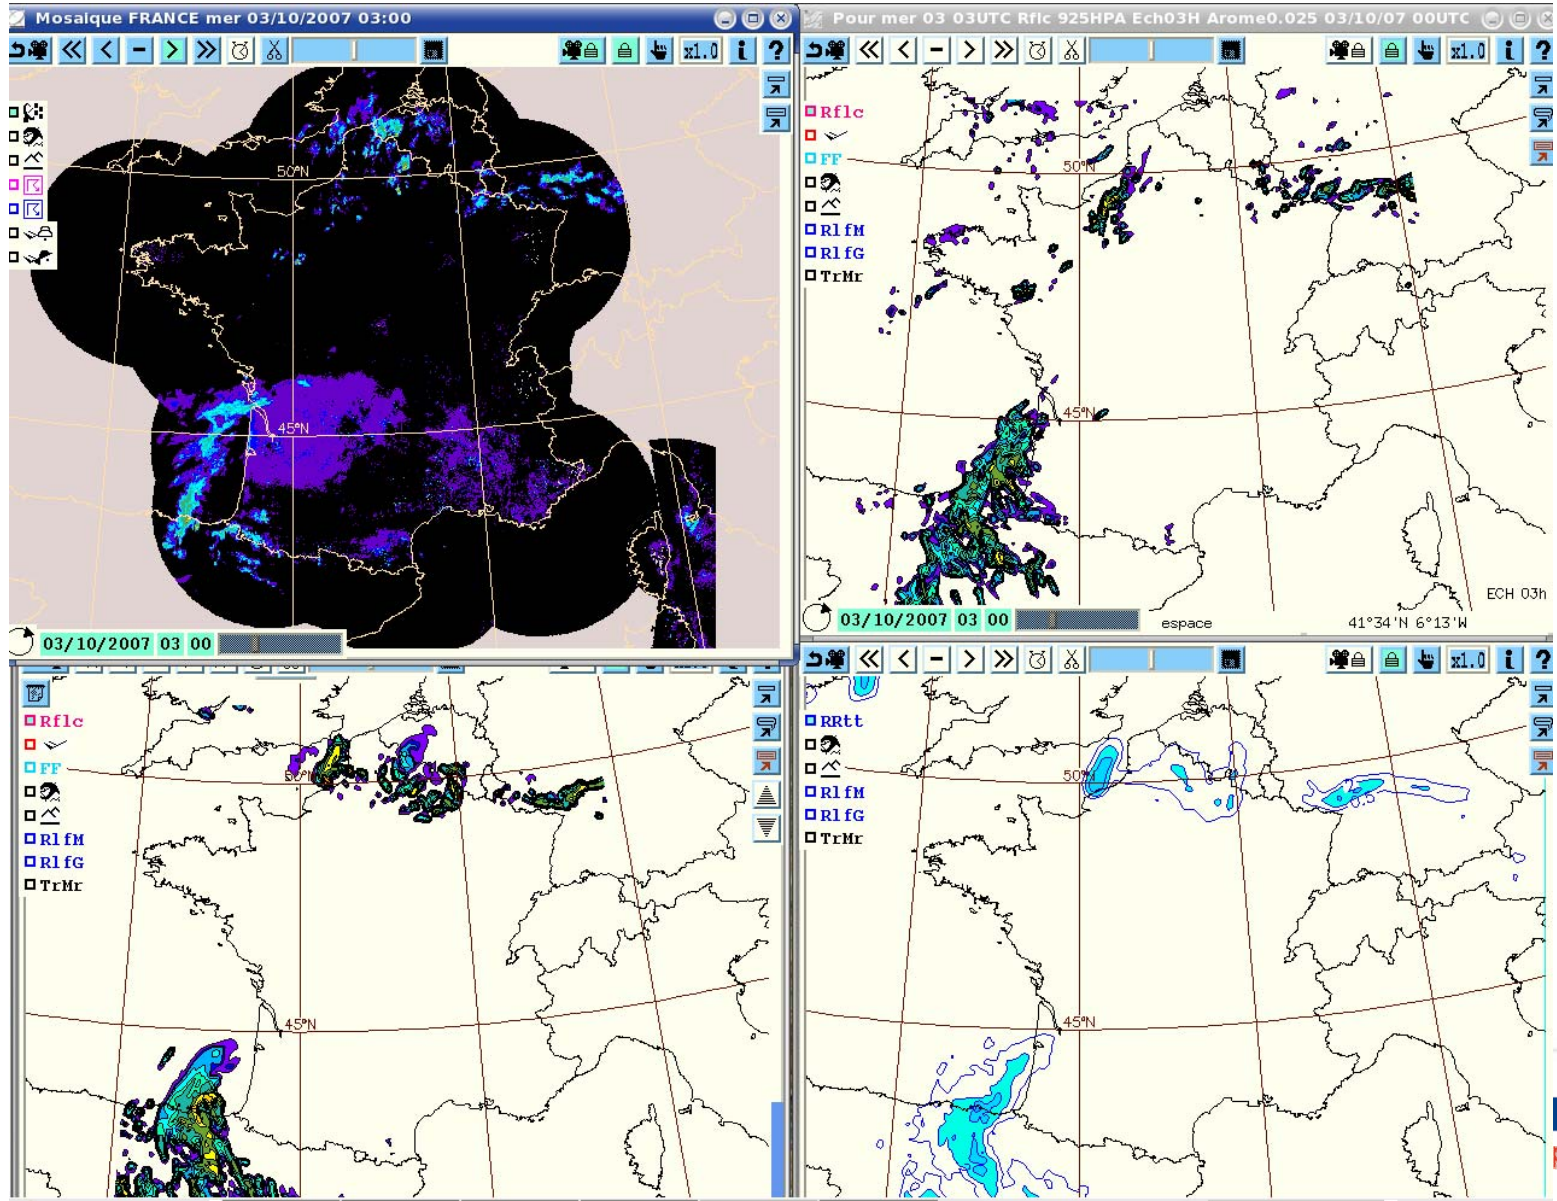 Mosaique FRANCE mer 03/10/2007 03:00
x1.0 i ?
50°N
45°N
03/10/2007 03 00
Pour mer 03 03UTC Rflc 925HPA Ech03H Arome0.025 03/10/07 00UTC
x1.0 i ?
Rflc
FF
RlfM
RlfG
TrMr
50°N
45°N
ECH 03h
03/10/2007 03 00
espace
41°34'N 6°13'W
?
Rflc
FF
RlfM
RlfG
TrMr
45°N
x1.0 i ?
RRtt
RlfM
RlfG
TrMr
50°N
0.5
45°N